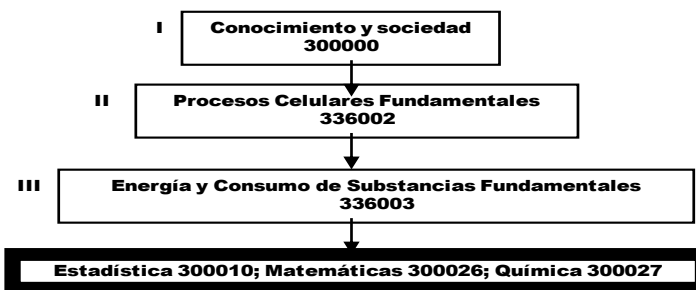 I
Conocimiento y sociedad
300000
II
Procesos Celulares Fundamentales
336002
III
Energía y Consumo de Substancias Fundamentales
336003
Estadística 300010; Matemáticas 300026; Química 300027